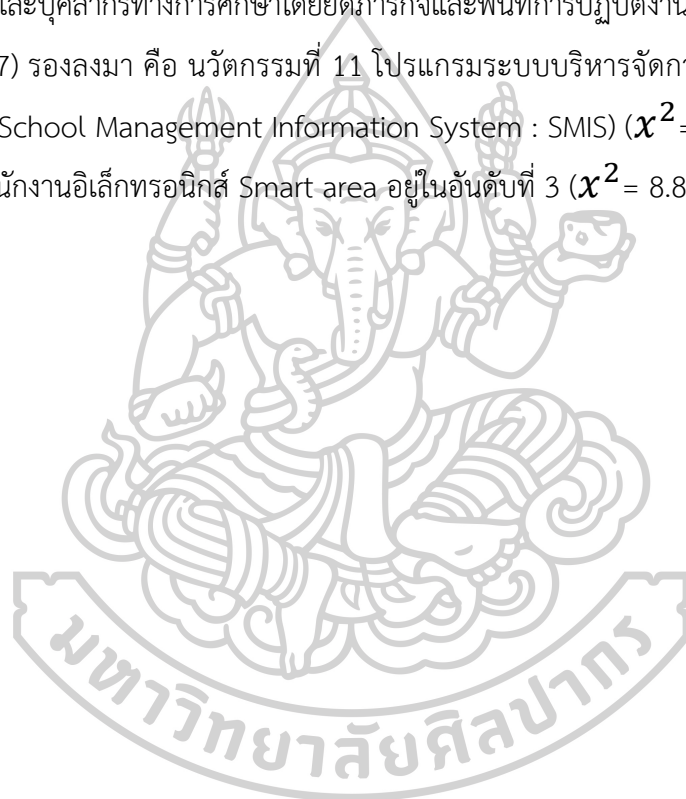 และบุคลากรทางการศึกษาโดยยึดภารกิจและพื้นที่การปฏิบัติงาน
7) รองลงมา คือ นวัตกรรมที่ 11 โปรแกรมระบบบริหารจัดกา
School Management Information System : SMIS) (𝒙² =
นักงานอิเล็กทรอนิกส์ Smart area อยู่ในอันดับที่ 3 (𝒙² = 8.8
มหาวิทยาลัยศิลปากร